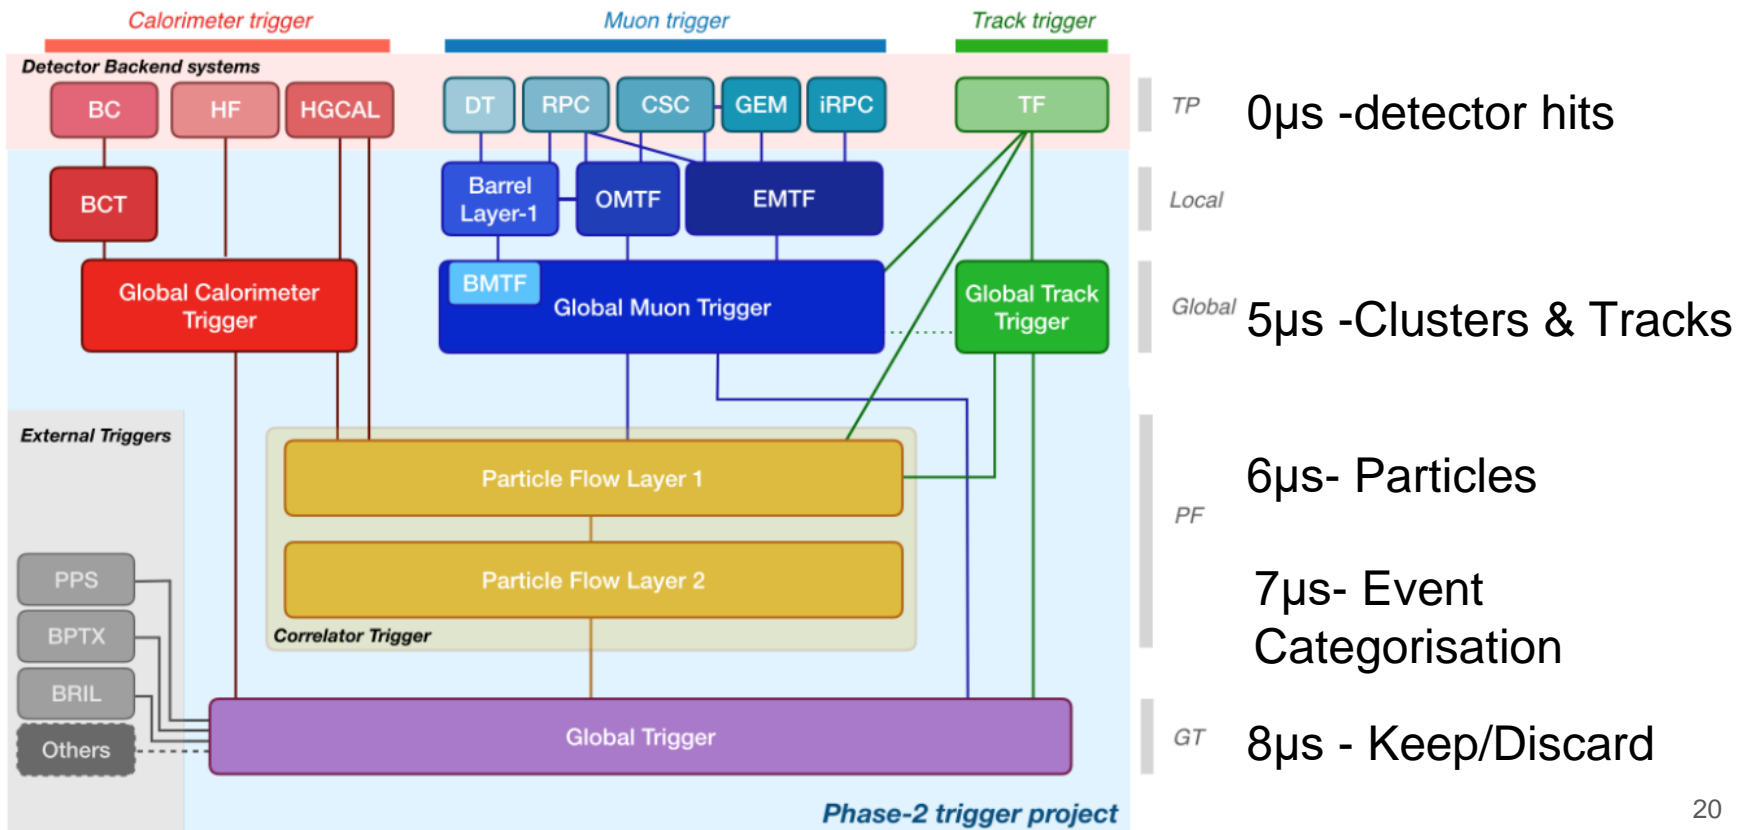 Calorimeter trigger
Muon trigger
Track trigger
Detector Backend systems
BC
HF
HGCAL
DT
RPC
CSC
GEM
iRPC
TF
TP
0µs -detector hits
BCT
Barrel
Layer-1
OMTF
EMTF
Local
Global Calorimeter
Trigger
BMTF
Global Muon Trigger
Global Track
Trigger
Global
5µs -Clusters & Tracks
External Triggers
Particle Flow Layer 1
6µs- Particles
PF
Particle Flow Layer 2
Correlator Trigger
7µs- Event
Categorisation
PPS
BPTX
BRIL
Others
Global Trigger
GT
8µs - Keep/Discard
Phase-2 trigger project
20